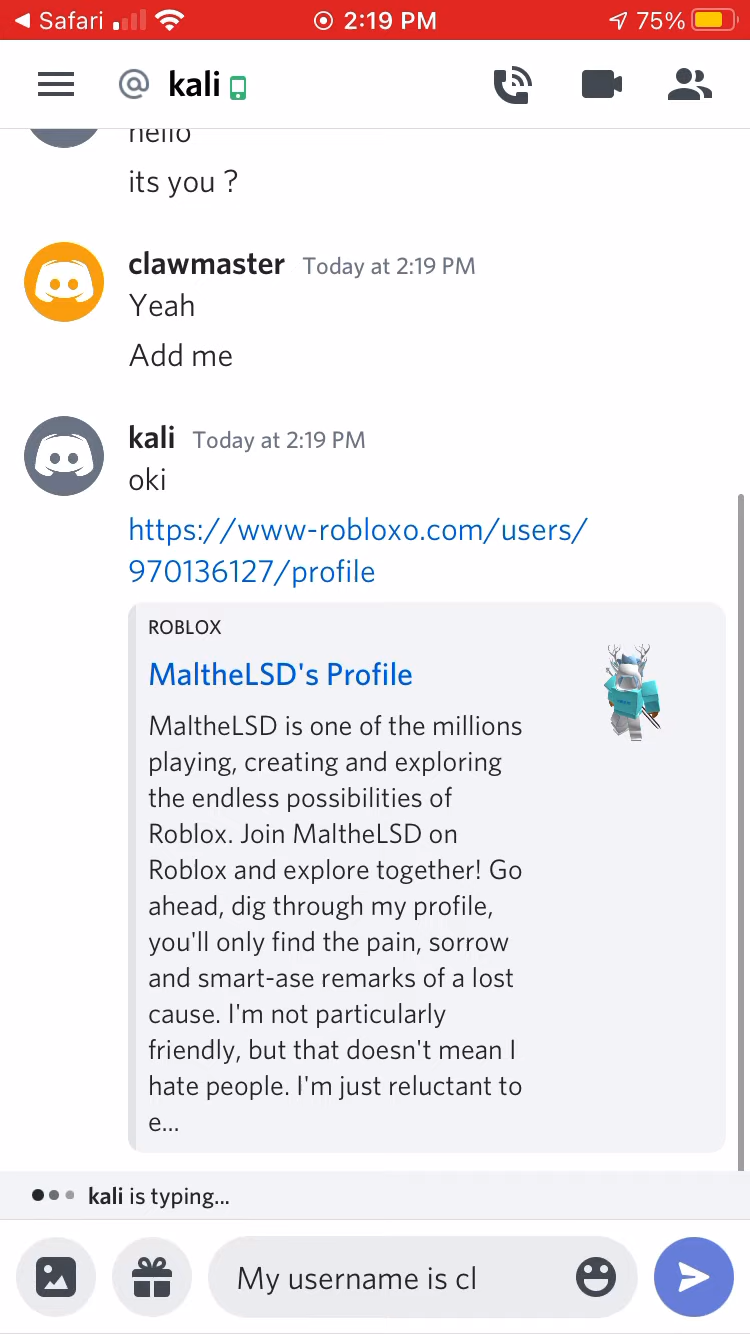 Safari 2:19 PM 75%
@ kali
hello
its you ?
clawmaster Today at 2:19 PM
Yeah
Add me
kali Today at 2:19 PM
oki
https://www-robloxo.com/users/
970136127/profile
ROBLOX
MaltheLSD's Profile
MaltheLSD is one of the millions
playing, creating and exploring
the endless possibilities of
Roblox. Join MaltheLSD on
Roblox and explore together! Go
ahead, dig through my profile,
you'll only find the pain, sorrow
and smart-ase remarks of a lost
cause. I'm not particularly
friendly, but that doesn't mean I
hate people. I'm just reluctant to
e...
kali is typing...
My username is cl